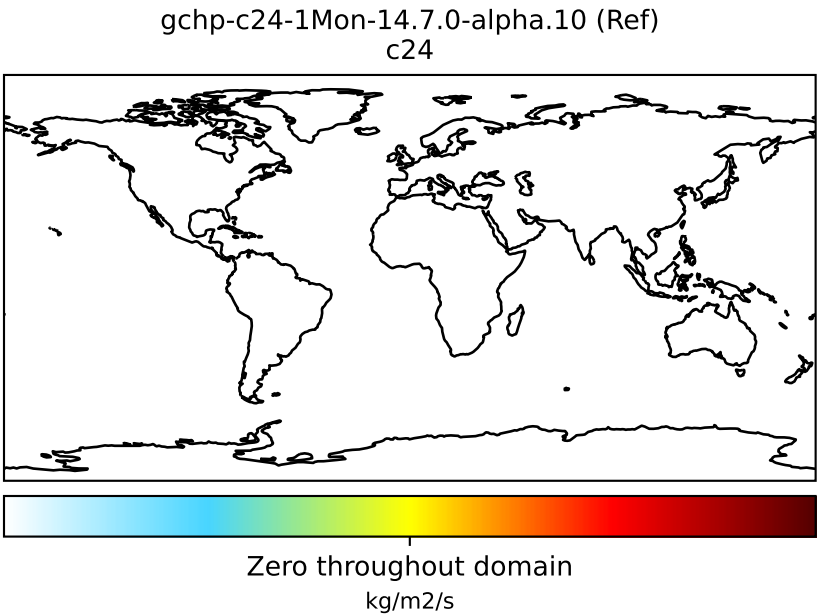 gchp-c24-1Mon-14.7.0-alpha.10 (Ref)
c24
Zero throughout domain
kg/m2/s